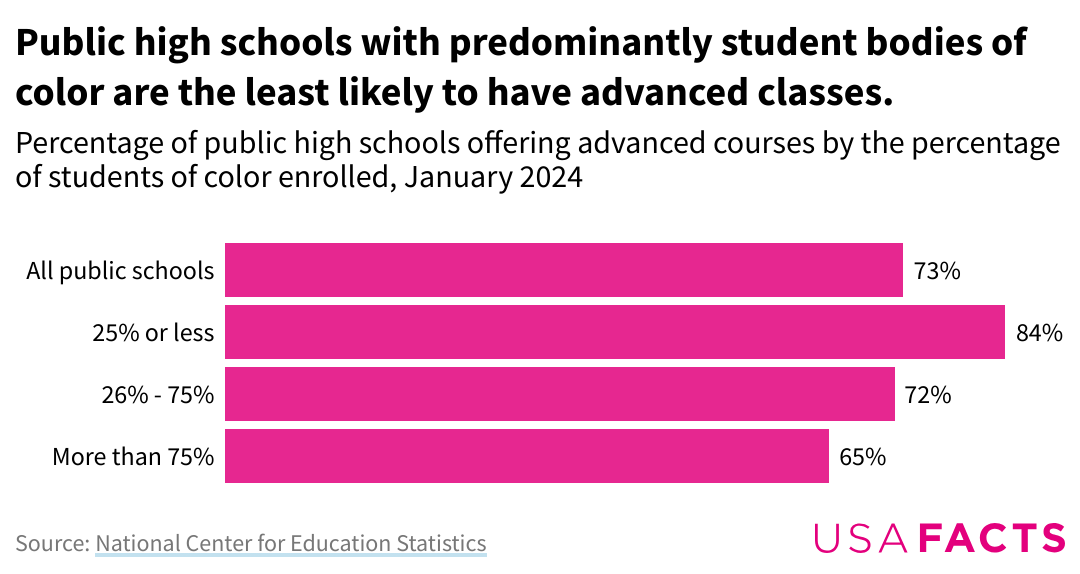 Public high schools with predominantly student bodies of
color are the least likely to have advanced classes.
Percentage of public high schools offering advanced courses by the percentage
of students of color enrolled, January 2024
All public schools 73%
25% or less 84%
26% - 75% 72%
More than 75% 65%
Source: National Center for Education Statistics
USAFACTS